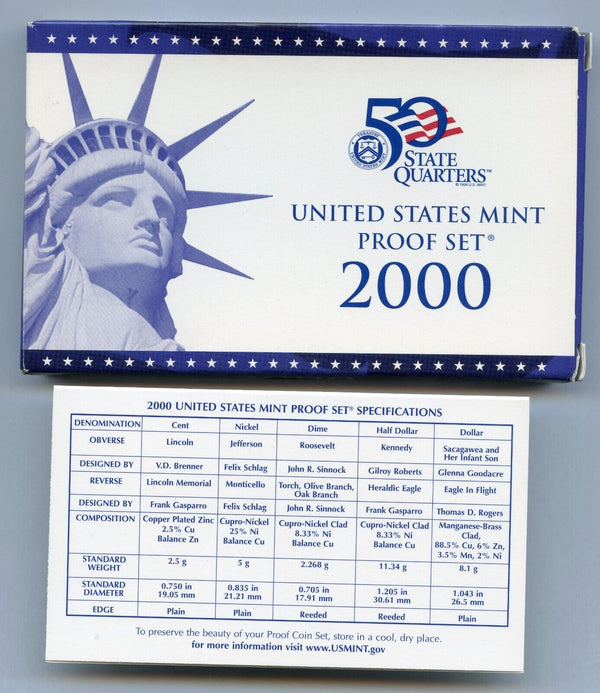 50
STATE
QUARTERS™
© 1998 U.S. MINT
UNITED STATES MINT
PROOF SET®
2000
2000 UNITED STATES MINT PROOF SET® SPECIFICATIONS
DENOMINATION Cent Nickel Dime Half Dollar Dollar
OBVERSE Lincoln Jefferson Roosevelt Kennedy Sacagawea and
Her Infant Son
DESIGNED BY V.D. Brenner Felix Schlag John R. Sinnock Gilroy Roberts Glenna Goodacre
REVERSE Lincoln Memorial Monticello Torch, Olive Branch, Heraldic Eagle Eagle In Flight
Oak Branch
DESIGNED BY Frank Gasparro Felix Schlag John R. Sinnock Frank Gasparro Thomas D. Rogers
COMPOSITION Copper Plated Zinc Cupro-Nickel Cupro-Nickel Clad Cupro-Nickel Clad Manganese-Brass
2.5% Cu 25% Ni 8.33% Ni 8.33% Ni Clad,
Balance Zn Balance Cu Balance Cu Balance Cu 88.5% Cu, 6% Zn,
3.5% Mn, 2% Ni
STANDARD 2.5 g 5 g 2.268 g 11.34 g 8.1 g
WEIGHT
STANDARD 0.750 in 0.835 in 0.705 in 1.205 in 1.043 in
DIAMETER 19.05 mm 21.21 mm 17.91 mm 30.61 mm 26.5 mm
EDGE Plain Plain Reeded Reeded Plain
To preserve the beauty of your Proof Coin Set, store in a cool, dry place.
for more information visit www.USMINT.gov